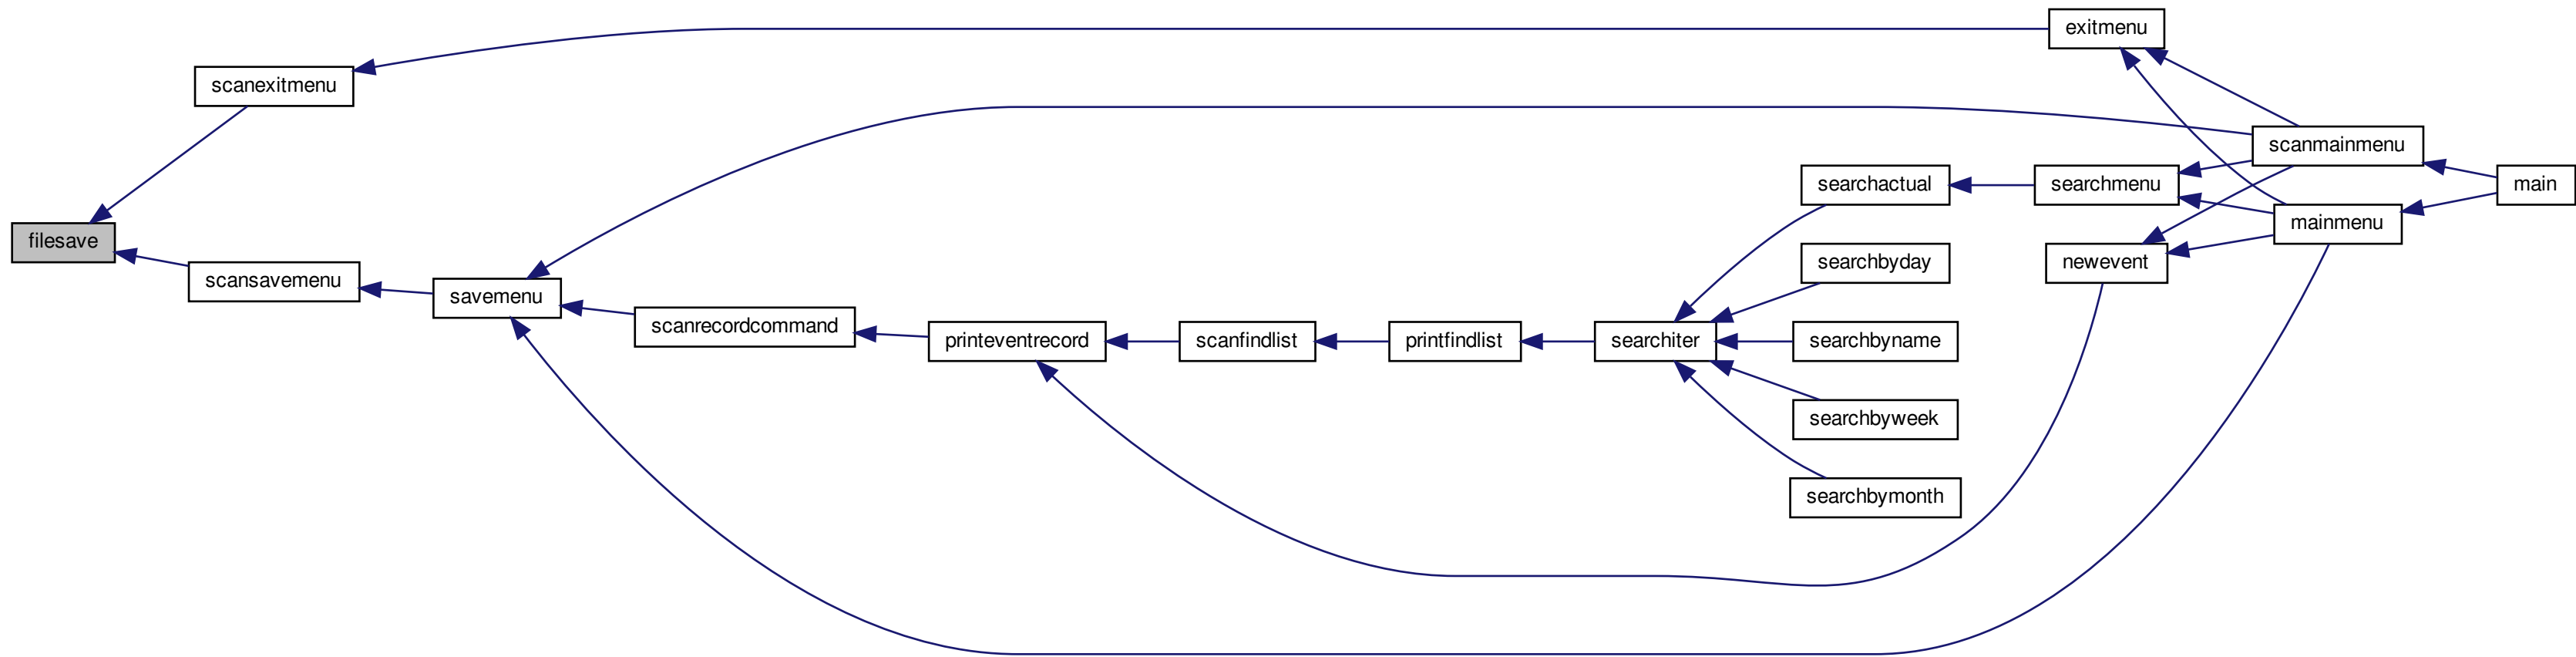 exitmenu
scanexitmenu
scanmainmenu
searchactual
searchmenu
main
mainmenu
filesave
searchbyday
newevent
scansavemenu
savemenu
scanrecordcommand
printeventrecord
scanfindlist
printfindlist
searchiter
searchbyname
searchbyweek
searchbymonth